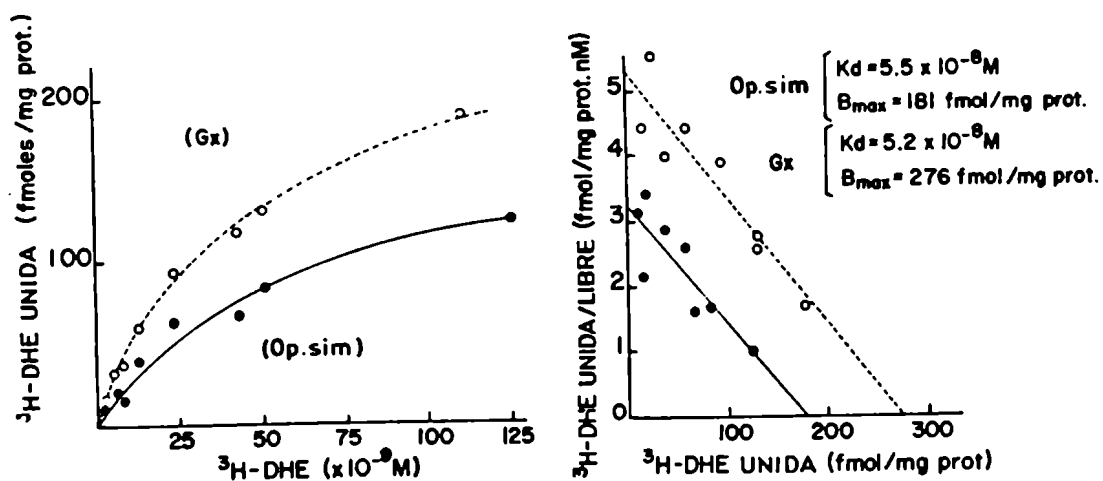 ³H-DHE UNIDA (fmoles/mg prot.)
200
100
(Gx)
(Op.sim)
25
50
75
100
125
³H-DHE (x10⁻ M)
³H-DHE UNIDA/LIBRE (fmol/mg prot.nM)
5
4
3
2
1
0
Op.sim
Kd=5.5 x 10⁻⁸M
Bmax=181 fmol/mg prot.
Gx
Kd=5.2 x 10⁻⁸M
Bmax=276 fmol/mg prot.
100
200
300
³H-DHE UNIDA (fmol/mg prot)